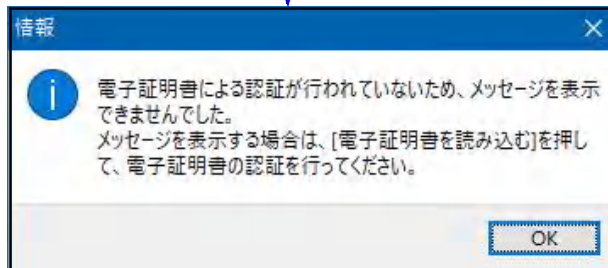 情報
電子証明書による認証が行われていないため、メッセージを表示
できませんでした。
メッセージを表示する場合は、[電子証明書を読み込む]を押し
て、電子証明書の認証を行ってください。
OK